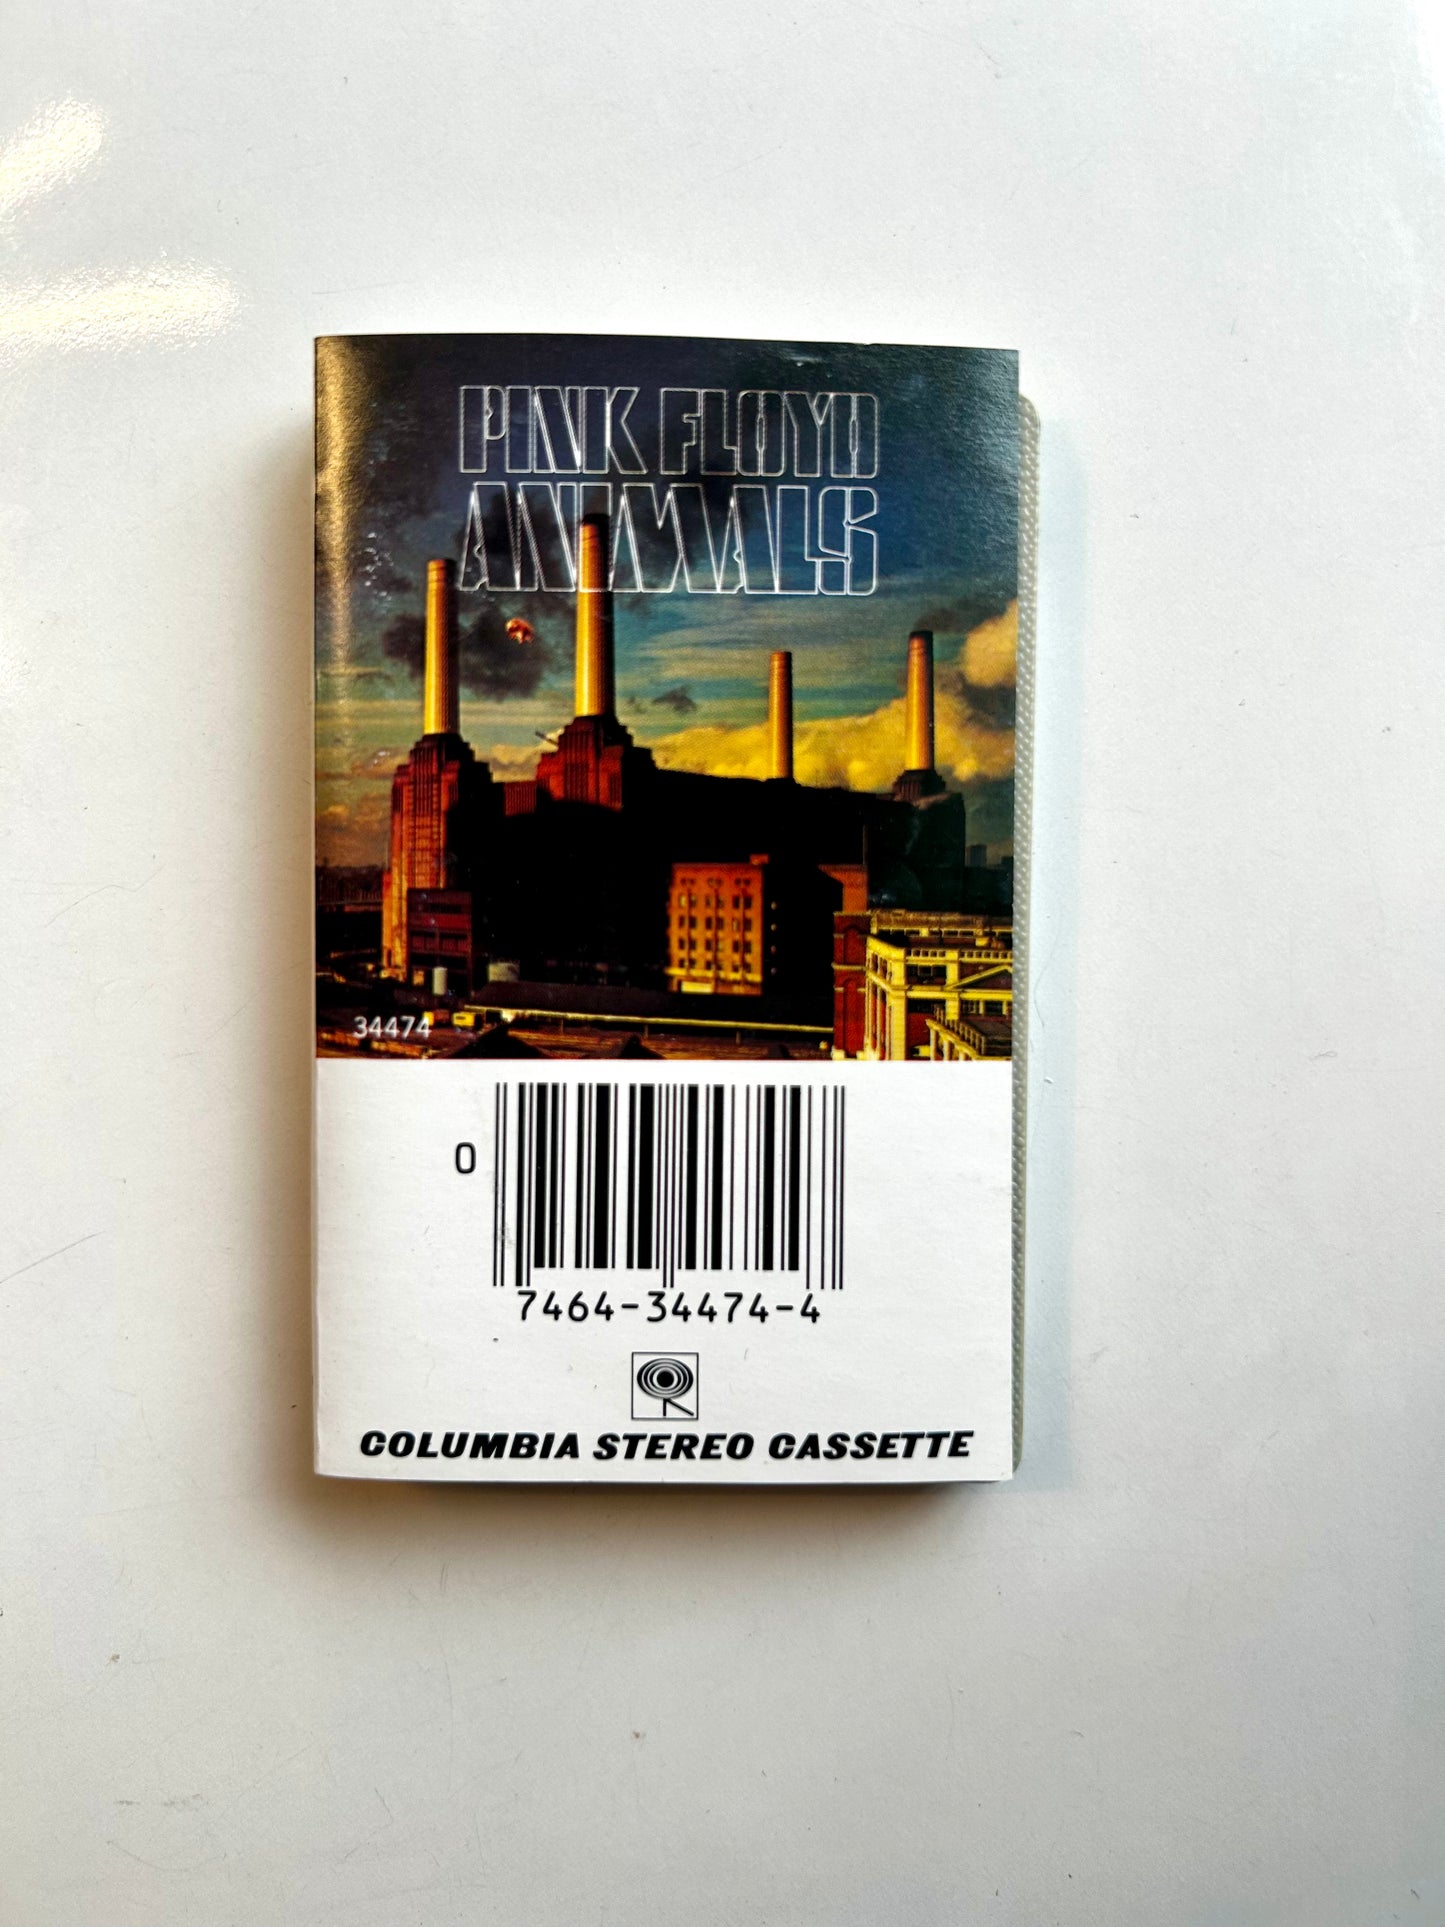 PINK FLOYD
ANIMALS
34474
0
7464-34474-4
COLUMBIA STEREO CASSETTE